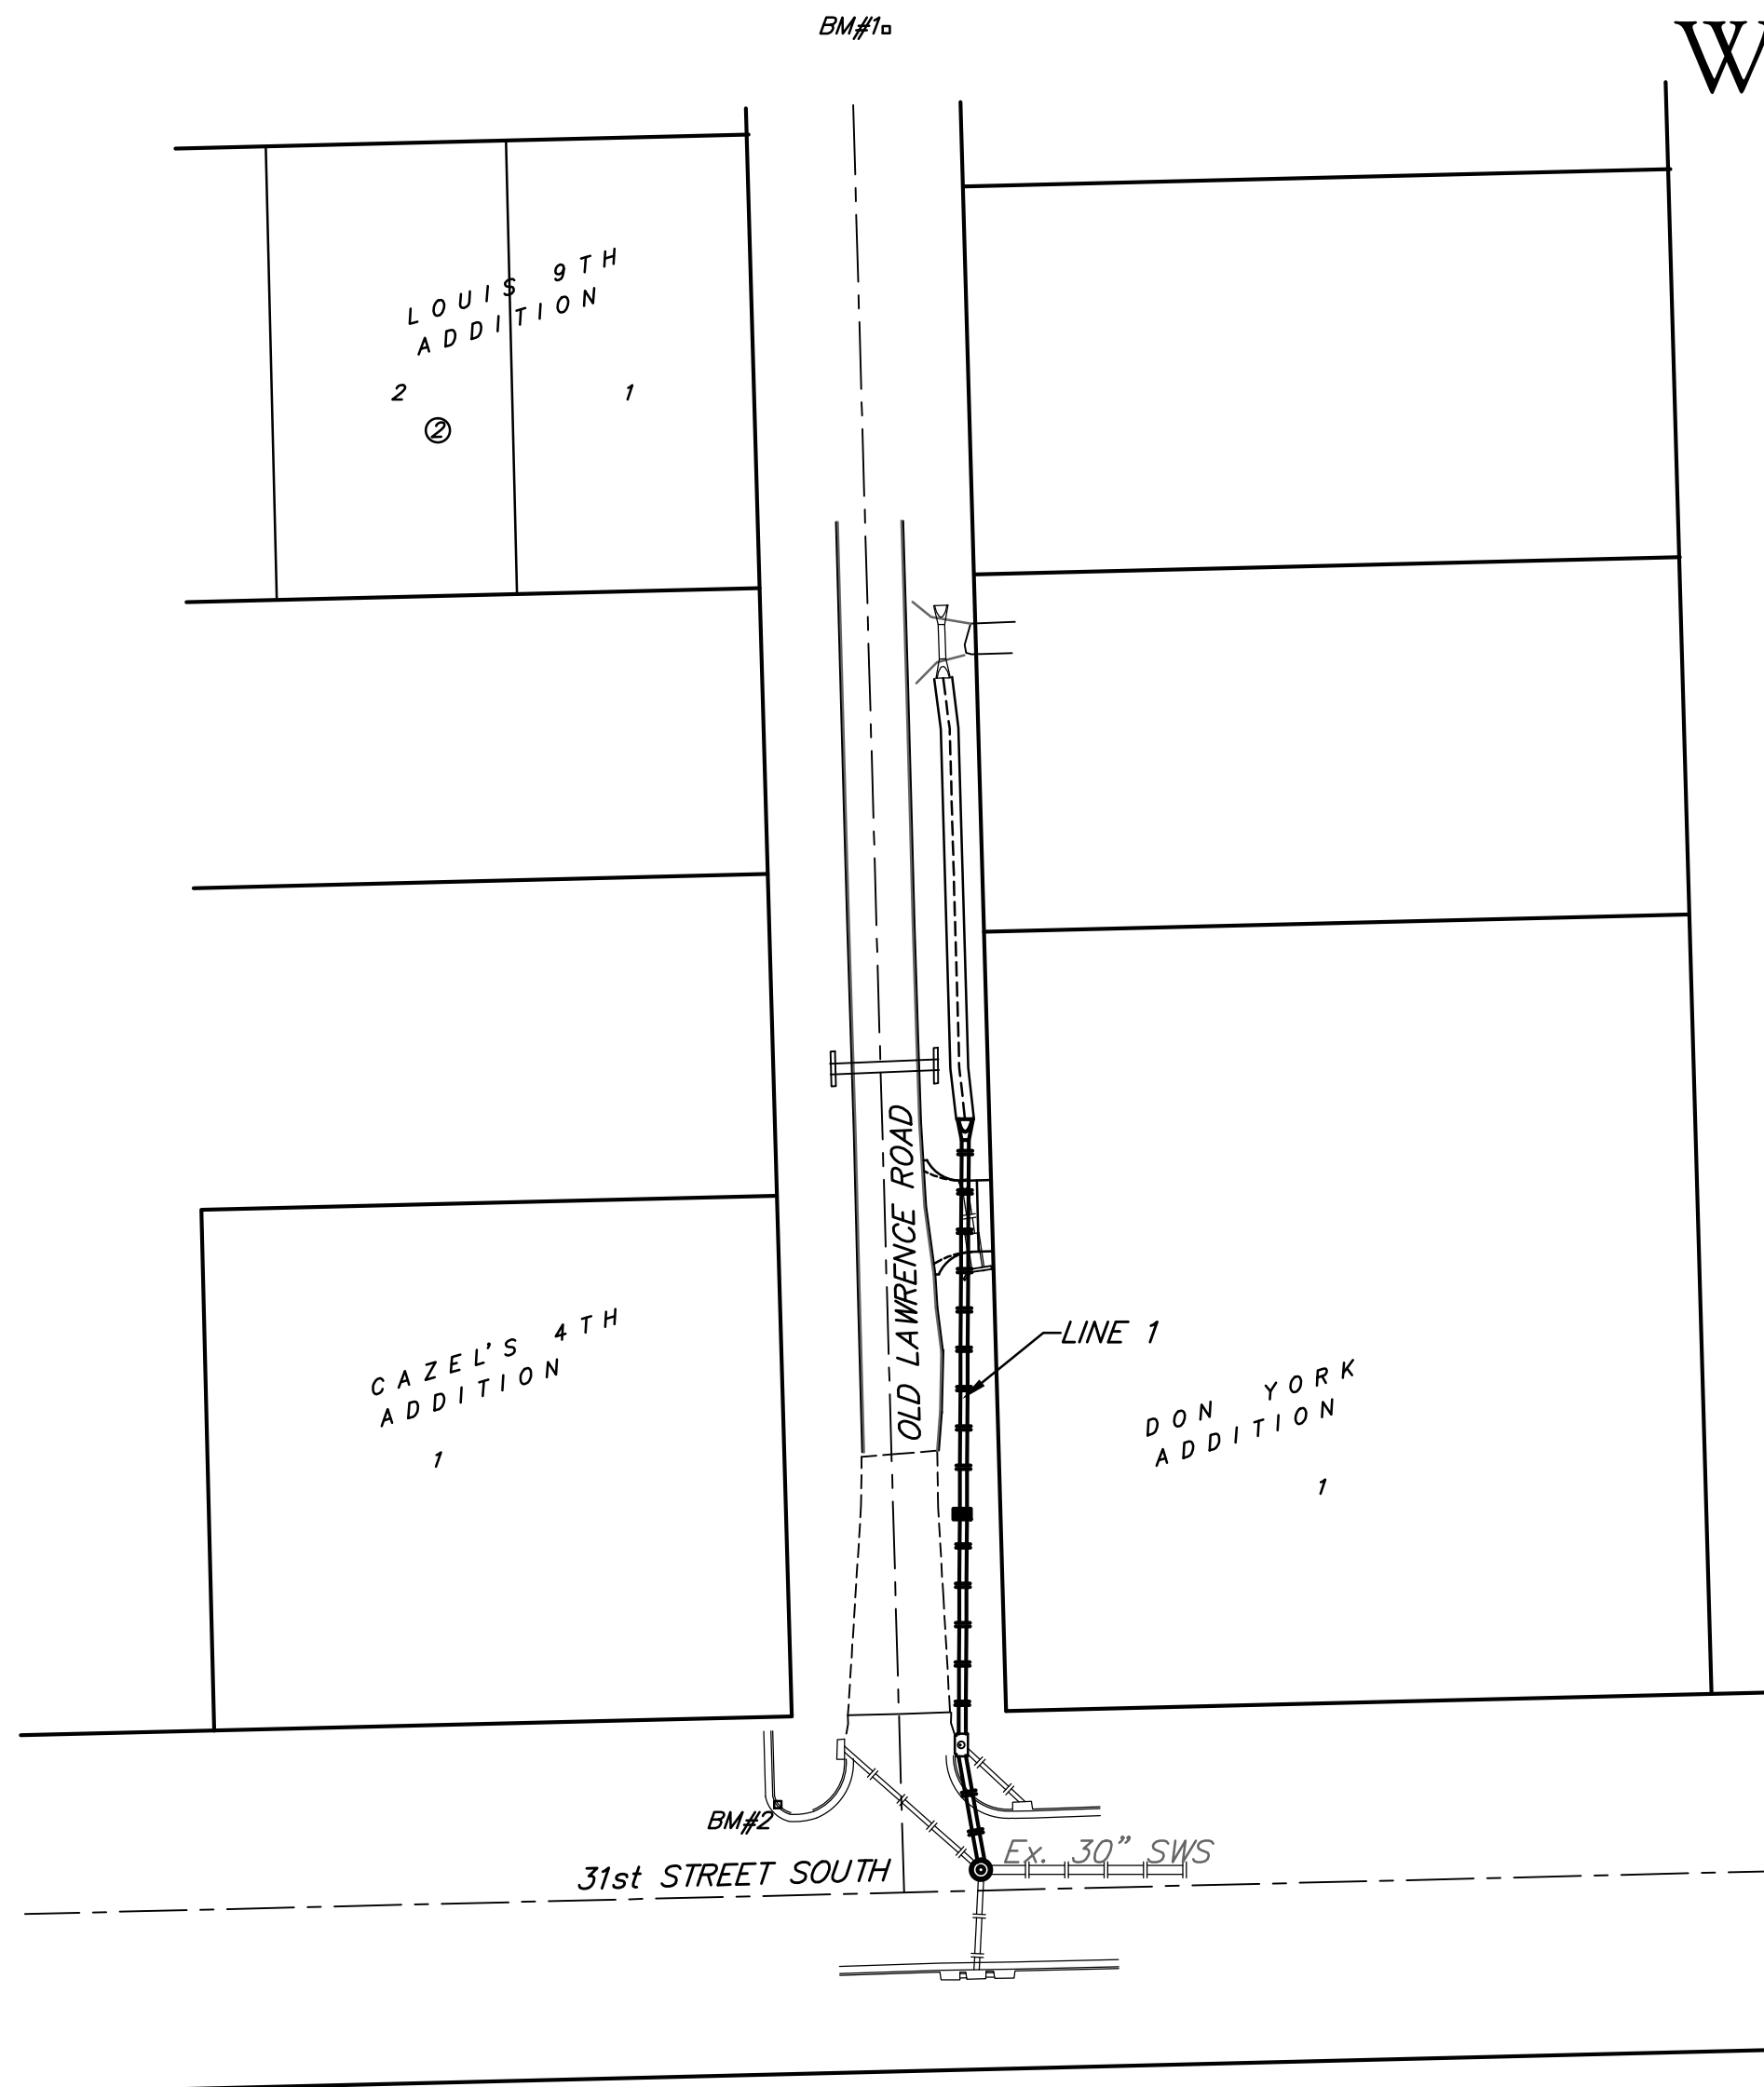 BM#1
W
LOUIS 9TH
ADDITION
2
1
2
OLD LAWRENCE ROAD
LINE 1
CAZEL'S 4TH
ADDITION
1
DON YORK
ADDITION
1
BM#2
Ex. 30" SWS
31st STREET SOUTH